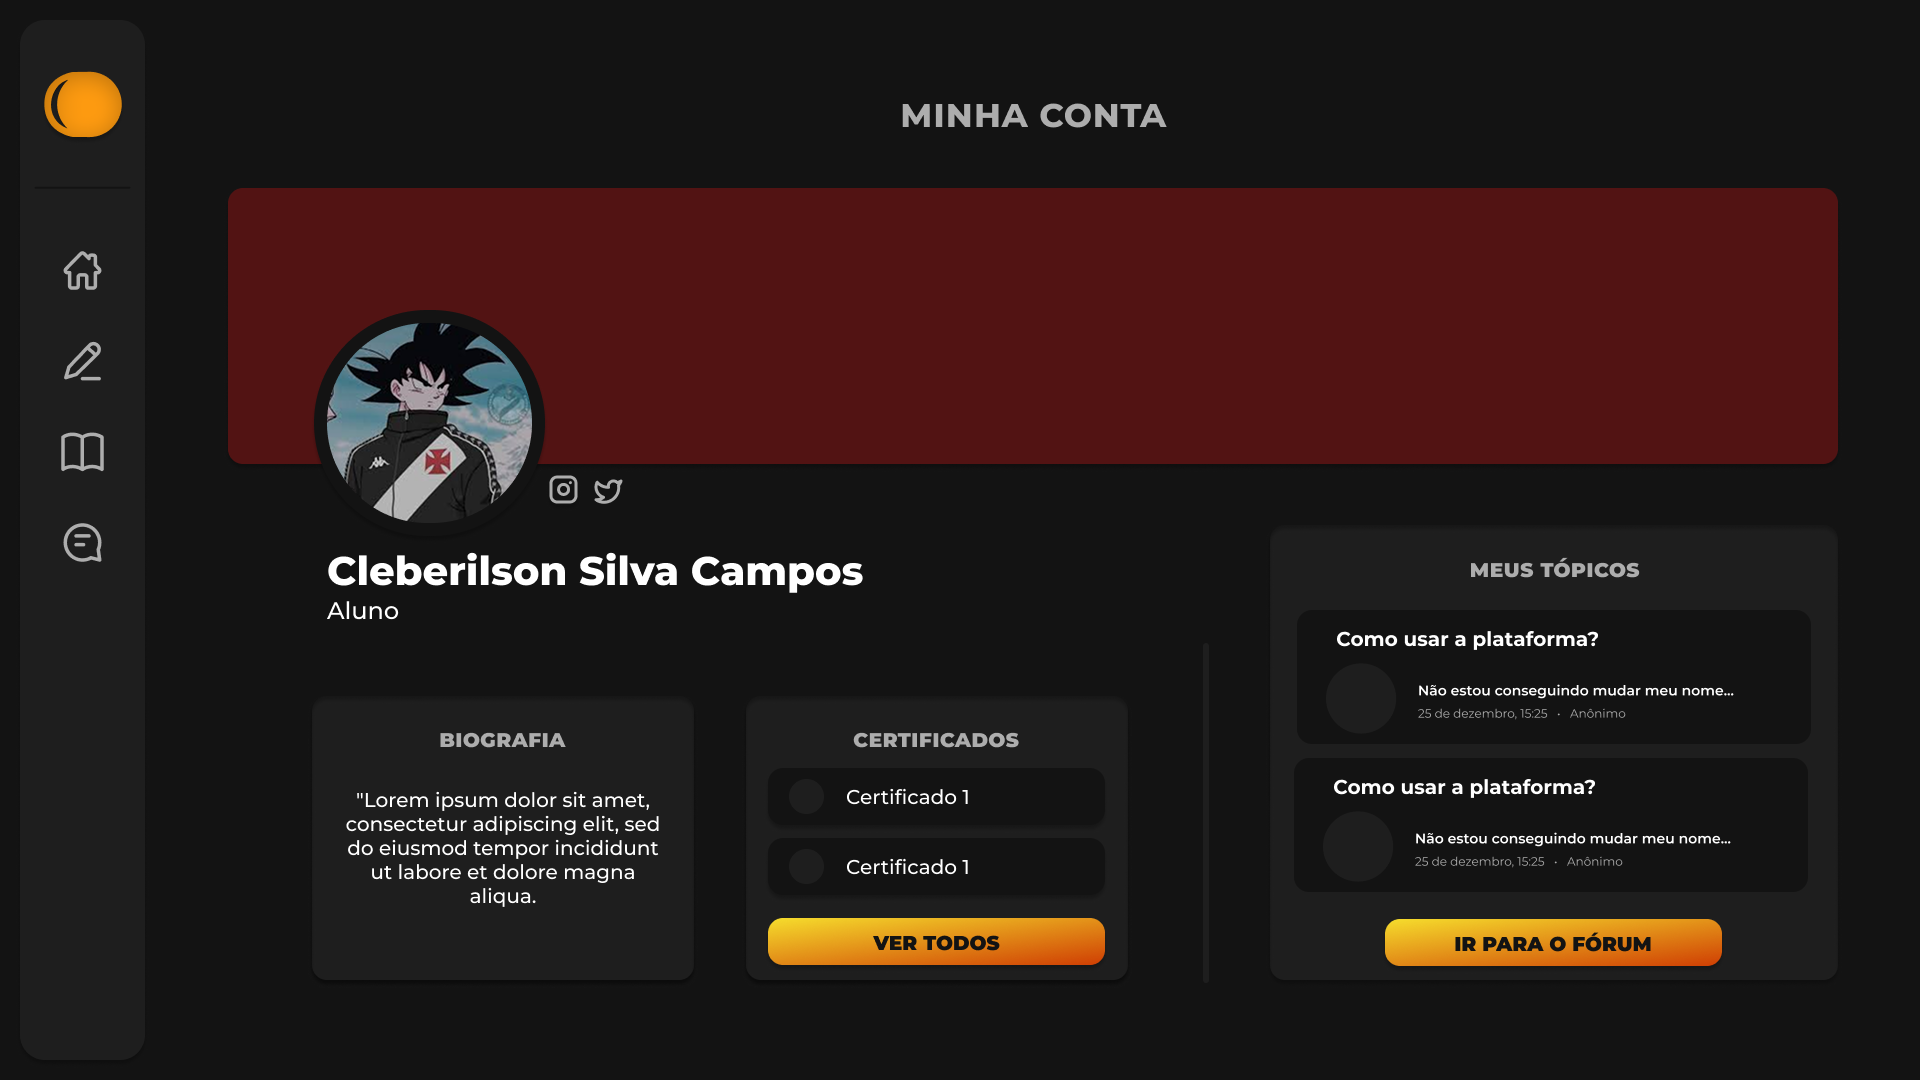 MINHA CONTA
Cleberilson Silva Campos
Aluno
BIOGRAFIA
"Lorem ipsum dolor sit amet,
consectetur adipiscing elit, sed
do eiusmod tempor incididunt
ut labore et dolore magna
aliqua.
CERTIFICADOS
Certificado 1
Certificado 1
VER TODOS
MEUS TÓPICOS
Como usar a plataforma?
Não estou conseguindo mudar meu nome...
25 de dezembro, 15:25 • Anônimo
Como usar a plataforma?
Não estou conseguindo mudar meu nome...
25 de dezembro, 15:25 • Anônimo
IR PARA O FÓRUM